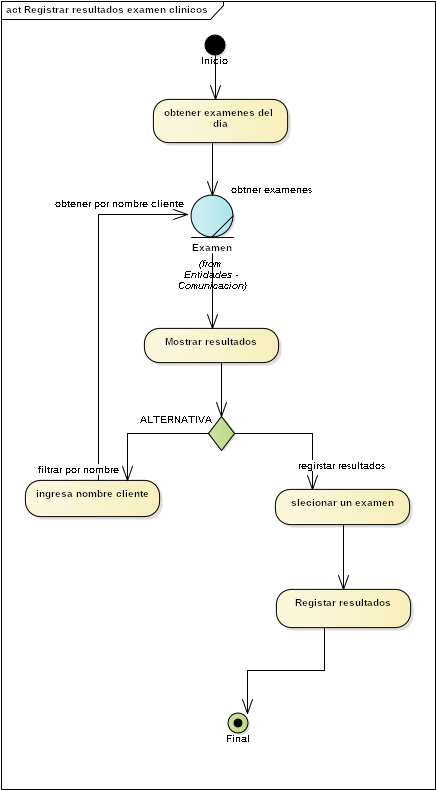 act Registrar resultados examen clinicos
Inicio
obtener examenes del
dia
obtner examenes
obtener por nombre cliente
Examen
(from
Entidades -
Comunicacion)
Mostrar resultados
ALTERNATIVA
filtrar por nombre
regirstar resultados
ingresa nombre cliente
slecionar un examen
Registar resultados
Final